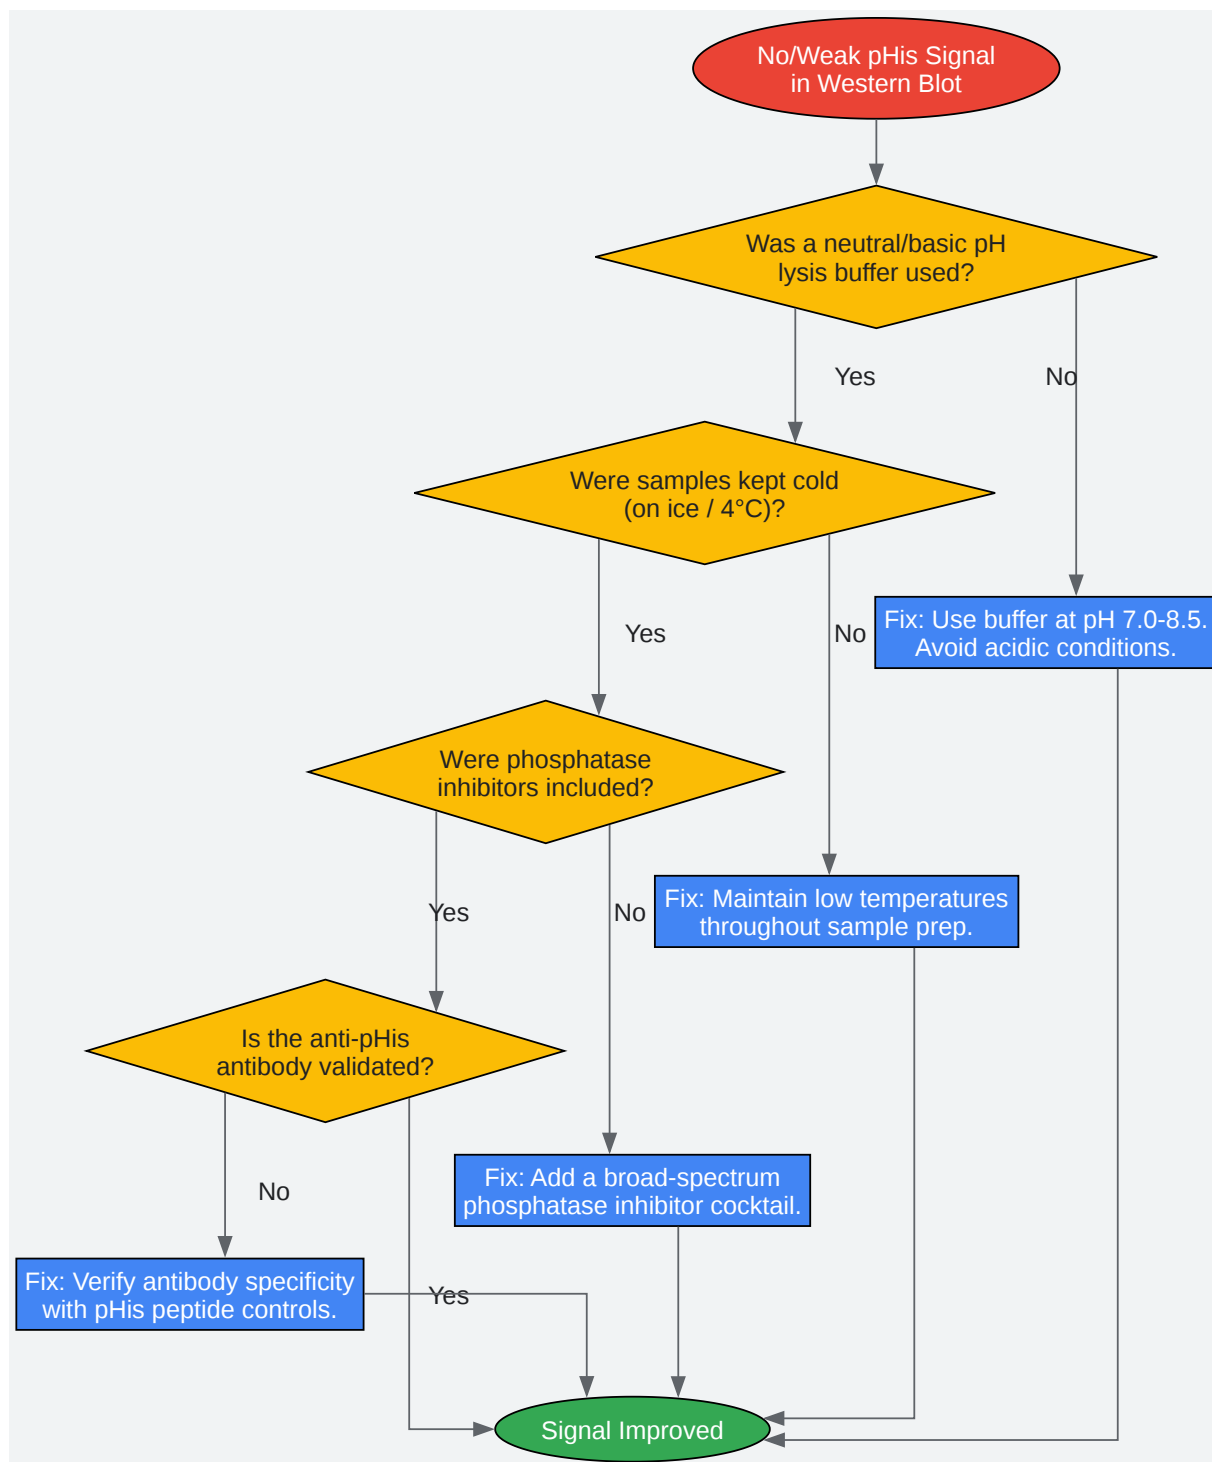 No/Weak pHis Signal
in Western Blot
Was a neutral/basic pH
lysis buffer used?
Yes
No
Were samples kept cold
(on ice / 4°C)?
Fix: Use buffer at pH 7.0-8.5.
Avoid acidic conditions.
Yes
No
Were phosphatase
inhibitors included?
Fix: Maintain low temperatures
throughout sample prep.
Yes
No
Is the anti-pHis
antibody validated?
Fix: Add a broad-spectrum
phosphatase inhibitor cocktail.
No
Fix: Verify antibody specificity
with pHis peptide controls.
Yes
Signal Improved